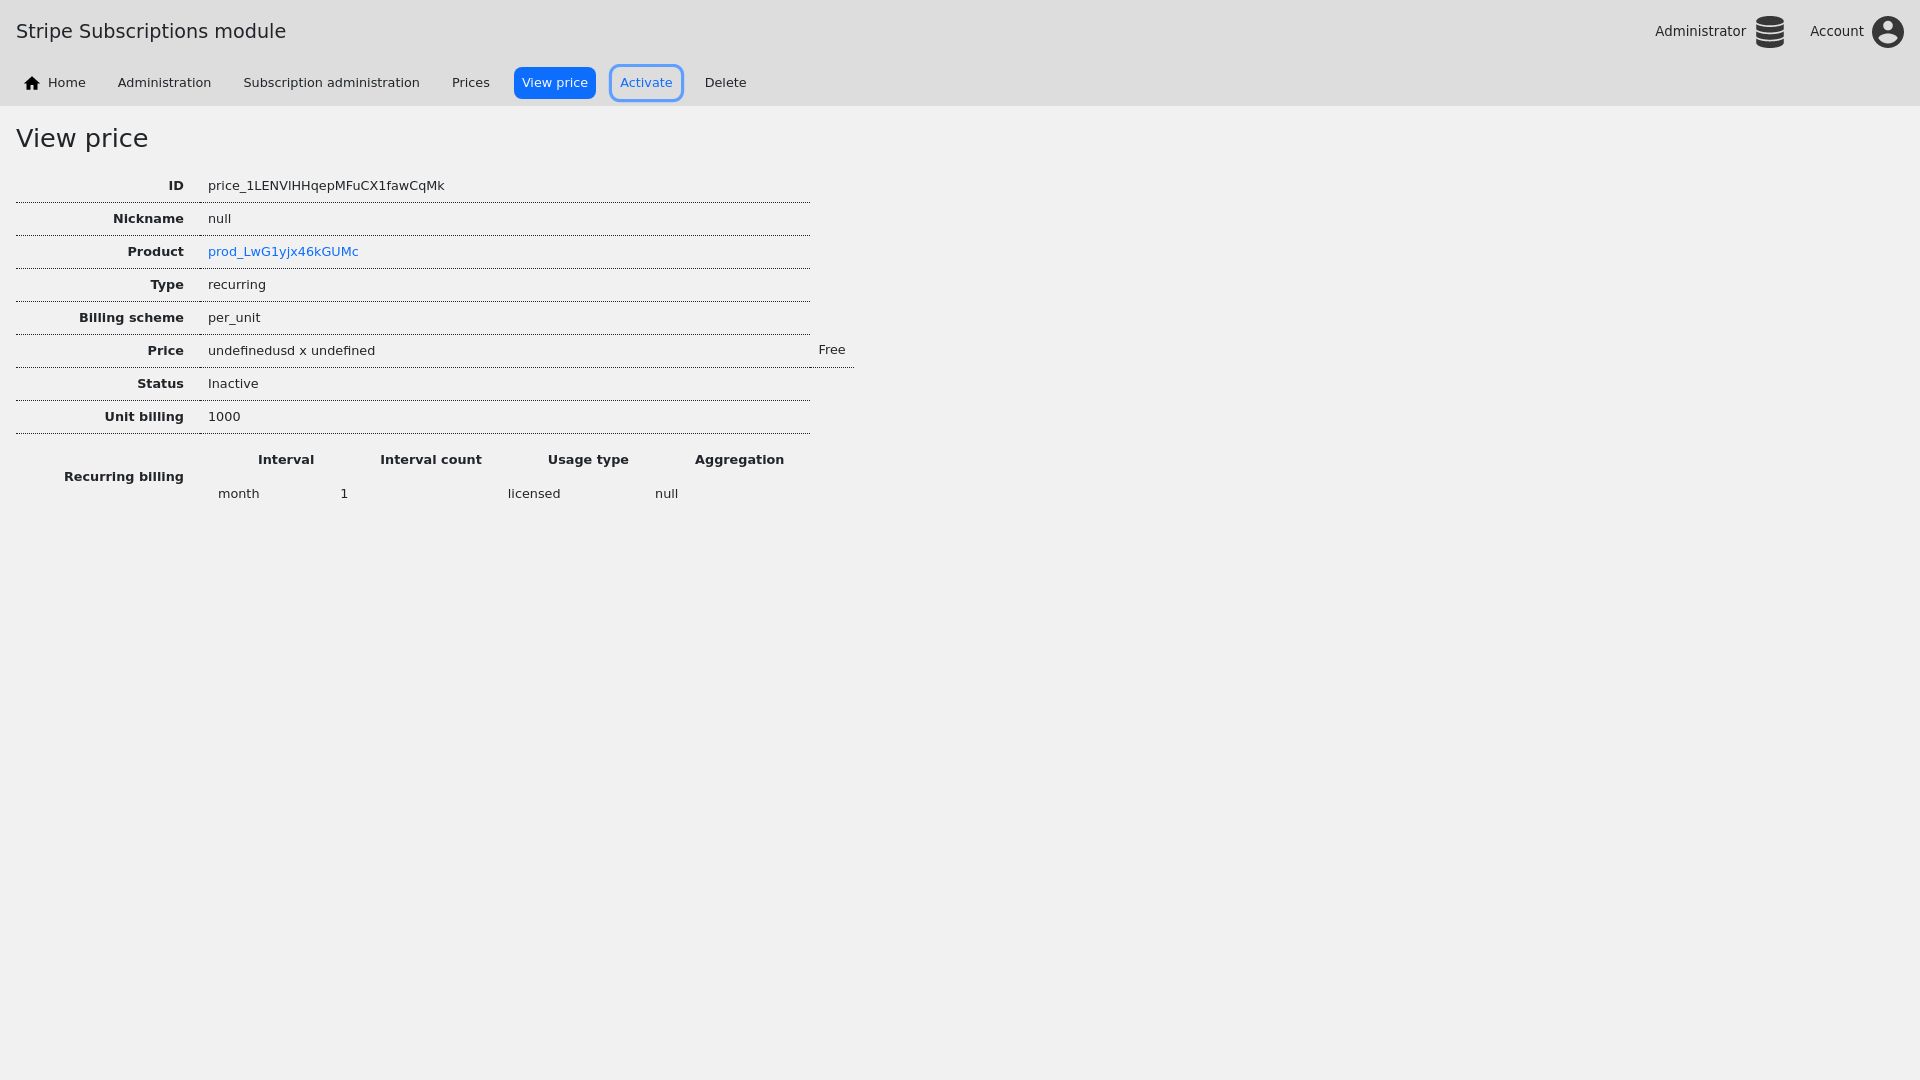 Stripe Subscriptions module
Administrator
Account
Home
Administration
Subscription administration
Prices
View price
Activate
Delete
View price
ID price_1LENVIHHqepMFuCX1fawCqMk
Nickname null
Product prod_LwG1yjx46kGUMc
Type recurring
Billing scheme per_unit
Price undefinedusd x undefined Free
Status Inactive
Unit billing 1000
Recurring billing
Interval Interval count Usage type Aggregation
month 1 licensed null